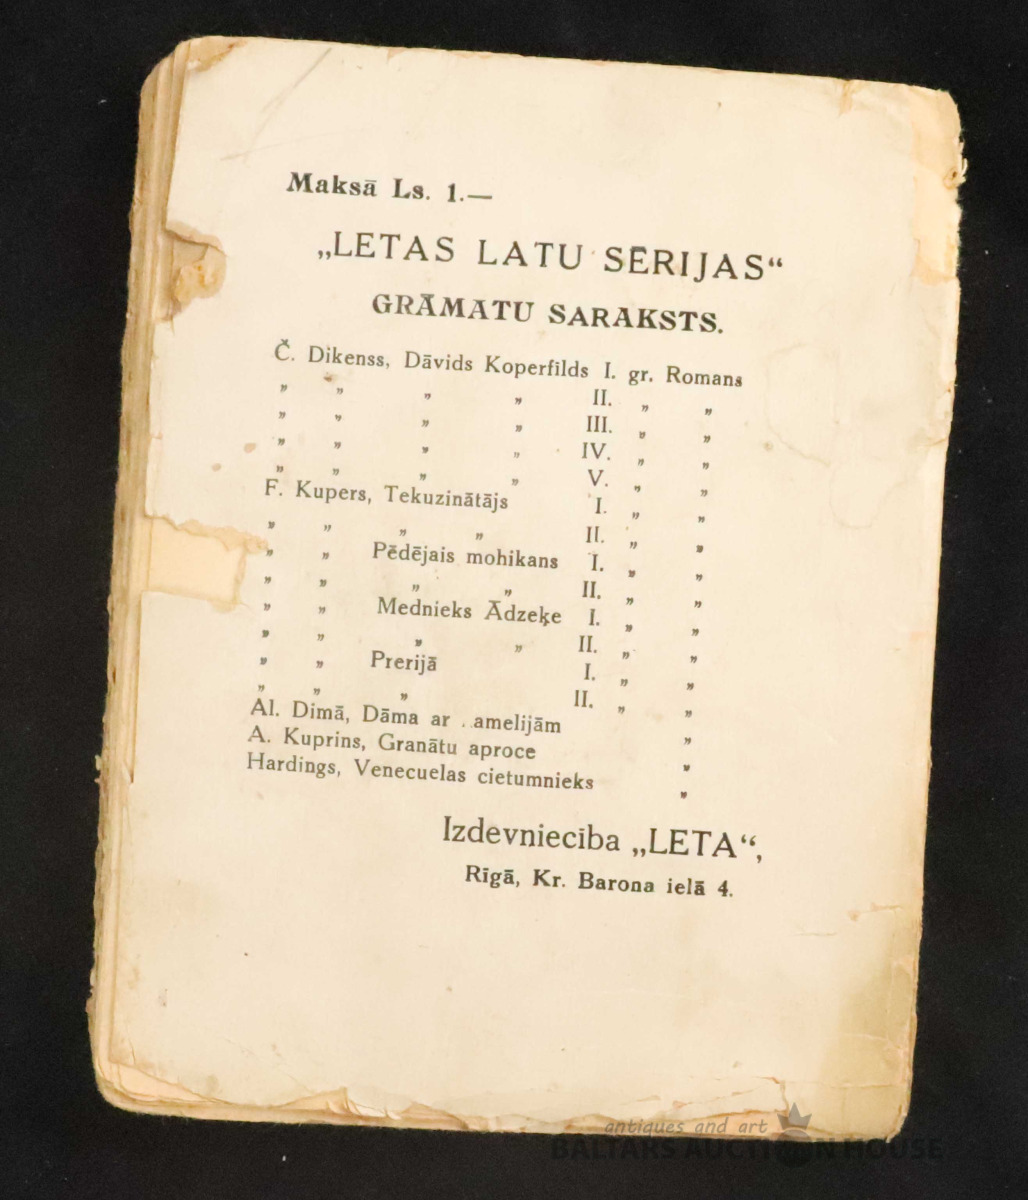 Maksā Ls. 1.—
„LETAS LATU SĒRIJAS“
GRĀMATU SARAKSTS.
Č. Dikenss, Dāvids Koperfilds I. gr. Romans
„ „ „ „ II. „ „
„ „ „ „ III. „ „
„ „ „ „ IV. „ „
„ „ „ „ V. „ „
F. Kupers, Tekuzinātājs I. „ „
„ „ „ „ II. „ „
„ „ Pēdējais mohikans I. „ „
„ „ „ „ II. „ „
„ „ Mednieks Ādzeķe I. „ „
„ „ „ „ II. „ „
„ „ Prerijā I. „ „
„ „ „ II. „ „
Al. Dimā, Dāma ar amelijām „
A. Kuprins, Granātu aproce „
Hardings, Venecuelas cietumnieks „
Izdevniecība „LETA“,
Rīgā, Kr. Barona ielā 4.
antiques and art
BALTARS AUCTION HOUSE